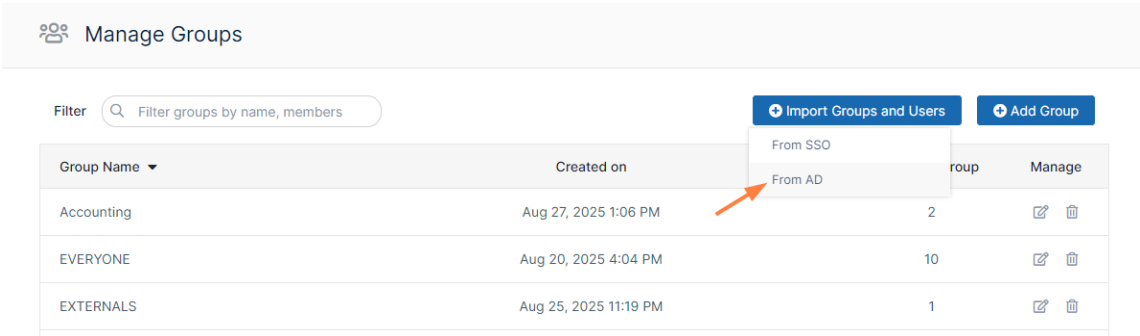 Manage Groups
Filter Filter groups by name, members Import Groups and Users Add Group
From SSO
Group Name Created on roup Manage
From AD
Accounting Aug 27, 2025 1:06 PM 2
EVERYONE Aug 20, 2025 4:04 PM 10
EXTERNALS Aug 25, 2025 11:19 PM 1